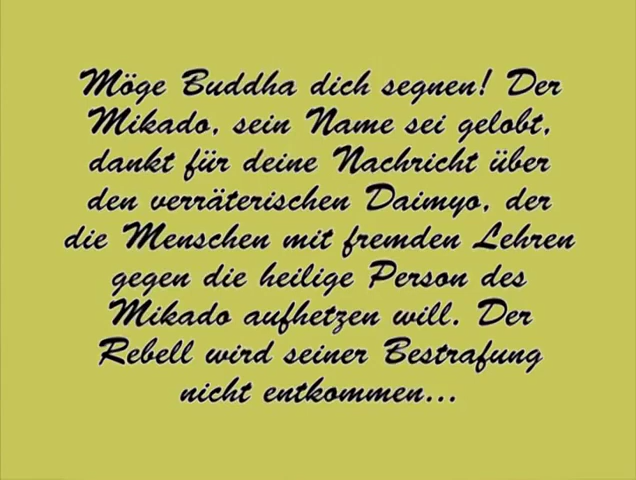 Möge Buddha dich segnen! Der
Mikado, sein Name sei gelobt,
dankt für deine Nachricht über
den verräterischen Daimyo, der
die Menschen mit fremden Lehren
gegen die heilige Person des
Mikado aufhetzen will. Der
Rebell wird seiner Bestrafung
nicht entkommen...